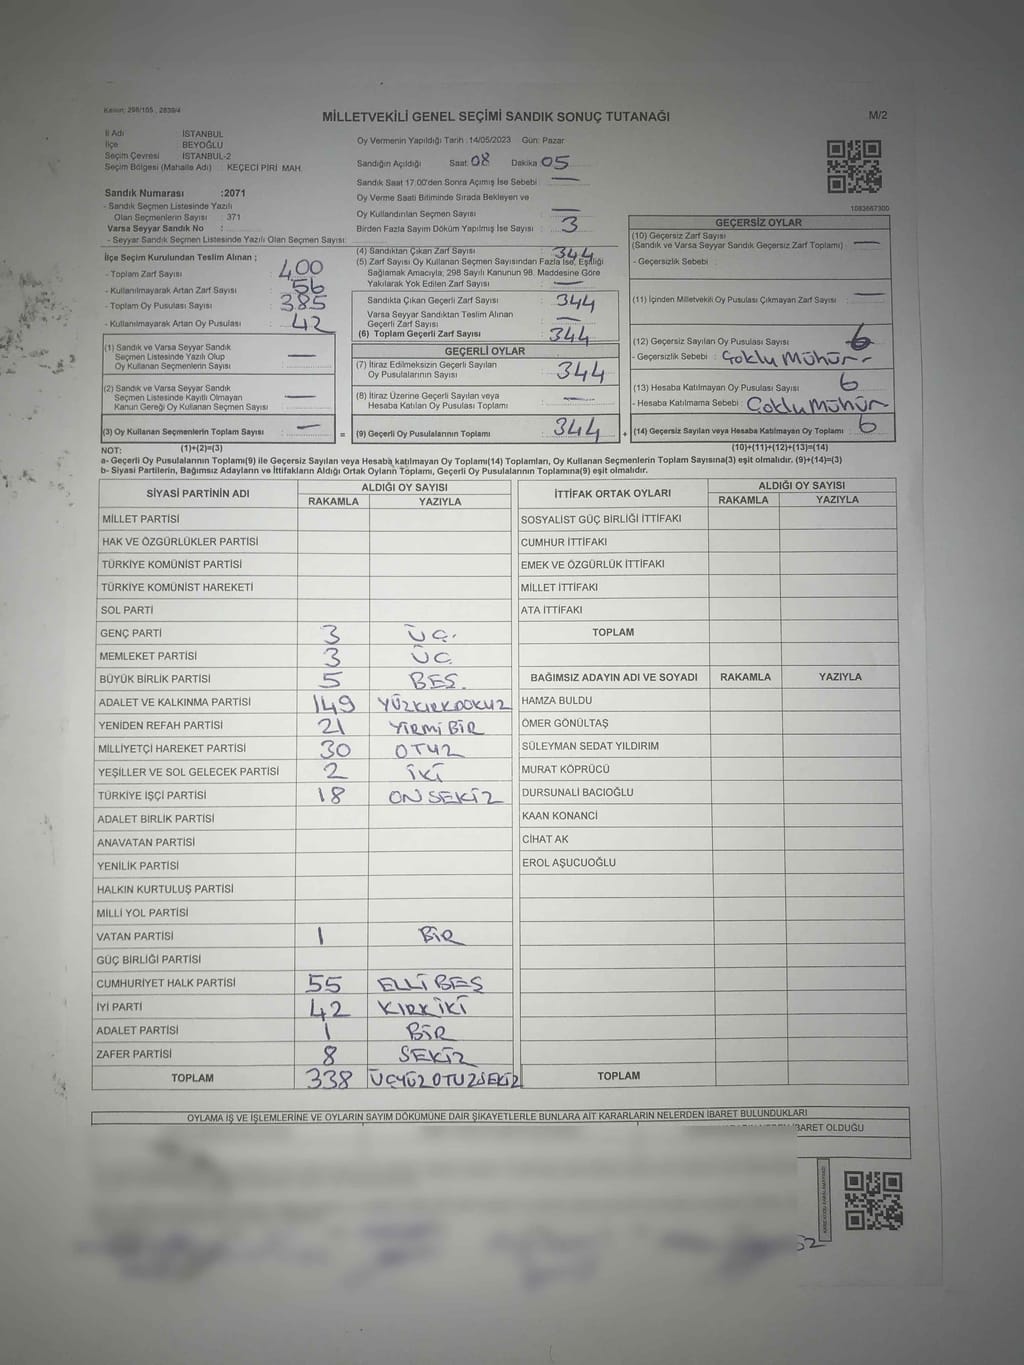 Kanun: 298/105 , 2839/4
MİLLETVEKİLİ GENEL SEÇİMİ SANDIK SONUÇ TUTANAĞI
M/2
İl Adı : İSTANBUL
İlçe : BEYOĞLU
Seçim Çevresi : İSTANBUL-2
Seçim Bölgesi (Mahalle Adı) : KEÇECİ PİRİ MAH.
Oy Vermenin Yapıldığı Tarih :14/05/2023 Gün: Pazar
Sandığın Açıldığı Saat: 08 Dakika: 05
Sandık Saat 17:00'den Sonra Açımış İse Sebebi : —
Oy Verme Saati Bitiminde Sırada Bekleyen ve
Oy Kullandırılan Seçmen Sayısı : —
Birden Fazla Sayım Döküm Yapılmış İse Sayısı : 3
Sandık Numarası :2071
- Sandık Seçmen Listesinde Yazılı
Olan Seçmenlerin Sayısı : 371
Varsa Seyyar Sandık No :
- Seyyar Sandık Seçmen Listesinde Yazılı Olan Seçmen Sayısı:
İlçe Seçim Kurulundan Teslim Alınan ;
- Toplam Zarf Sayısı : 400
- Kullanılmayarak Artan Zarf Sayısı : 56
- Toplam Oy Pusulası Sayısı : 385
- Kullanılmayarak Artan Oy Pusulası : 42
(1) Sandık ve Varsa Seyyar Sandık
Seçmen Listesinde Yazılı Olup
Oy Kullanan Seçmenlerin Sayısı : —
(2) Sandık ve Varsa Seyyar Sandık
Seçmen Listesinde Kayıtlı Olmayan
Kanun Gereği Oy Kullanan Seçmen Sayısı : —
(3) Oy Kullanan Seçmenlerin Toplam Sayısı : —
(4) Sandıktan Çıkan Zarf Sayısı : 344
(5) Zarf Sayısı Oy Kullanan Seçmen Sayısından Fazla İse, Eşitliği
Sağlamak Amacıyla; 298 Sayılı Kanunun 98. Maddesine Göre
Yakılarak Yok Edilen Zarf Sayısı : —
Sandıkta Çıkan Geçerli Zarf Sayısı : 344
Varsa Seyyar Sandıktan Teslim Alınan
Geçerli Zarf Sayısı : —
(6) Toplam Geçerli Zarf Sayısı : 344
GEÇERLİ OYLAR
(7) İtiraz Edilmeksizin Geçerli Sayılan
Oy Pusulalarının Sayısı : 344
(8) İtiraz Üzerine Geçerli Sayılan veya
Hesaba Katılan Oy Pusulası Toplamı : —
= (9) Geçerli Oy Pusulalarının Toplamı : 344 +
1083667300
GEÇERSİZ OYLAR
(10) Geçersiz Zarf Sayısı :
(Sandık ve Varsa Seyyar Sandık Geçersiz Zarf Toplamı) —
- Geçersizlik Sebebi :
(11) İçinden Milletvekili Oy Pusulası Çıkmayan Zarf Sayısı : —
(12) Geçersiz Sayılan Oy Pusulası Sayısı : 6
- Geçersizlik Sebebi : Çoklu Mühür
(13) Hesaba Katılmayan Oy Pusulası Sayısı : 6
- Hesaba Katılmama Sebebi : Çoklu Mühür
(14) Geçersiz Sayılan veya Hesaba Katılmayan Oy Toplamı : 6
NOT: (1)+(2)=(3) (10)+(11)+(12)+(13)=(14)
a- Geçerli Oy Pusulalarının Toplamı(9) ile Geçersiz Sayılan veya Hesaba katılmayan Oy Toplamı(14) Toplamları, Oy Kullanan Seçmenlerin Toplam Sayısına(3) eşit olmalıdır. (9)+(14)=(3)
b- Siyasi Partilerin, Bağımsız Adayların ve İttifakların Aldığı Ortak Oyların Toplamı, Geçerli Oy Pusulalarının Toplamına(9) eşit olmalıdır.
SİYASİ PARTİNİN ADI ALDIĞI OY SAYISI
RAKAMLA YAZIYLA
MİLLET PARTİSİ
HAK VE ÖZGÜRLÜKLER PARTİSİ
TÜRKİYE KOMÜNİST PARTİSİ
TÜRKİYE KOMÜNİST HAREKETİ
SOL PARTİ
GENÇ PARTİ 3 ÜÇ
MEMLEKET PARTİSİ 3 ÜÇ
BÜYÜK BİRLİK PARTİSİ 5 BEŞ
ADALET VE KALKINMA PARTİSİ 149 YÜZKIRKDOKUZ
YENİDEN REFAH PARTİSİ 21 YİRMİ BİR
MİLLİYETÇİ HAREKET PARTİSİ 30 OTUZ
YEŞİLLER VE SOL GELECEK PARTİSİ 2 İKİ
TÜRKİYE İŞÇİ PARTİSİ 18 ONSEKİZ
ADALET BİRLİK PARTİSİ
ANAVATAN PARTİSİ
YENİLİK PARTİSİ
HALKIN KURTULUŞ PARTİSİ
MİLLİ YOL PARTİSİ
VATAN PARTİSİ 1 BİR
GÜÇ BİRLİĞİ PARTİSİ
CUMHURİYET HALK PARTİSİ 55 ELLİ BEŞ
İYİ PARTİ 42 KIRK İKİ
ADALET PARTİSİ 1 BİR
ZAFER PARTİSİ 8 SEKİZ
TOPLAM 338 ÜÇYÜZ OTUZSEKİZ
İTTİFAK ORTAK OYLARI ALDIĞI OY SAYISI
RAKAMLA YAZIYLA
SOSYALİST GÜÇ BİRLİĞİ İTTİFAKI
CUMHUR İTTİFAKI
EMEK VE ÖZGÜRLÜK İTTİFAKI
MİLLET İTTİFAKI
ATA İTTİFAKI
TOPLAM
BAĞIMSIZ ADAYIN ADI VE SOYADI RAKAMLA YAZIYLA
HAMZA BULDU
ÖMER GÖNÜLTAŞ
SÜLEYMAN SEDAT YILDIRIM
MURAT KÖPRÜCÜ
DURSUNALİ BACIOĞLU
KAAN KONANCİ
CİHAT AK
EROL AŞUCUOĞLU
TOPLAM
OYLAMA İŞ VE İŞLEMLERİNE VE OYLARIN SAYIM DÖKÜMÜNE DAİR ŞİKAYETLERLE BUNLARA AİT KARARLARIN NELERDEN İBARET BULUNDUKLARI
İBARET OLDUĞU